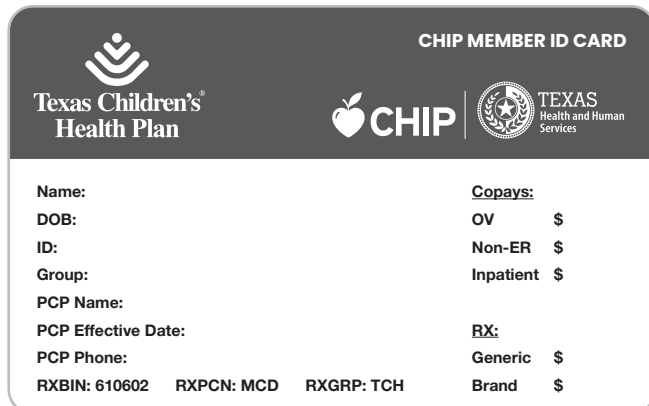 CHIP MEMBER ID CARD
Texas Children's®
Health Plan
CHIP
TEXAS
Health and Human
Services
Name:
DOB:
ID:
Group:
PCP Name:
PCP Effective Date:
PCP Phone:
RXBIN: 610602 RXPCN: MCD RXGRP: TCH
Copays:
OV $
Non-ER $
Inpatient $
RX:
Generic $
Brand $